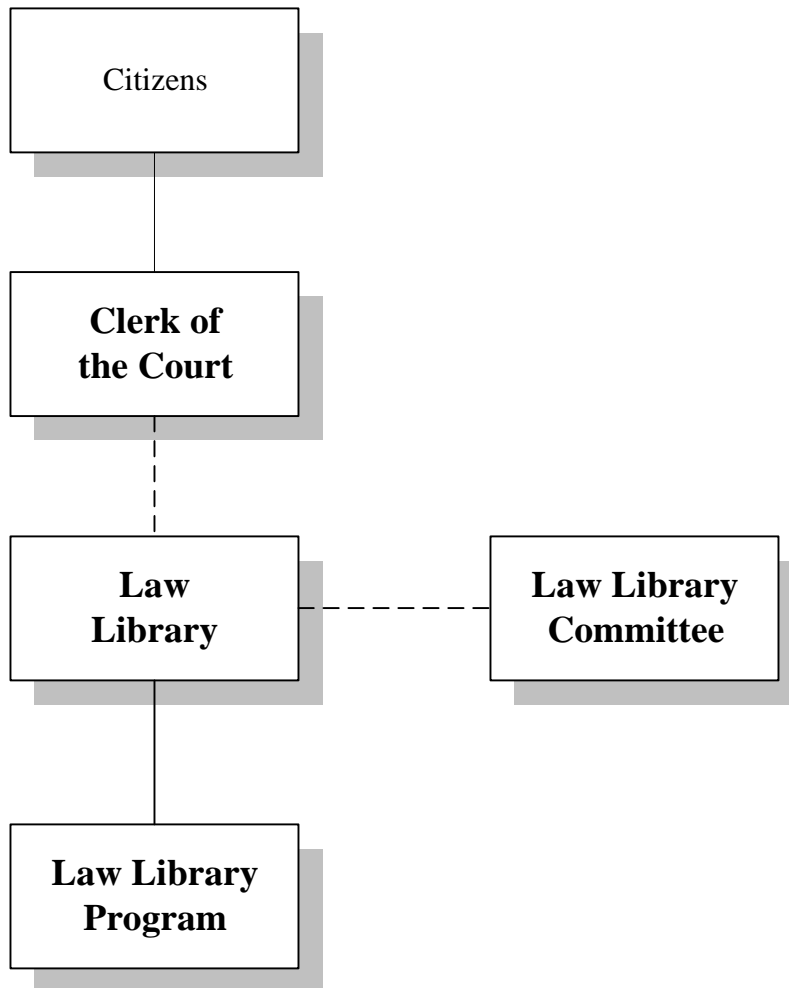 Citizens
Clerk of
the Court
Law
Library
Law Library
Committee
Law Library
Program